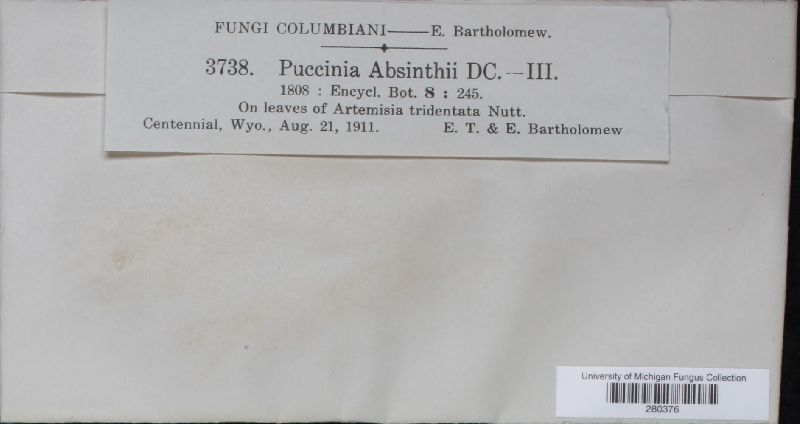 FUNGI COLUMBIANI——E. Bartholomew.
3738. Puccinia Absinthii DC.—III.
1808 : Encycl. Bot. 8 : 245.
On leaves of Artemisia tridentata Nutt.
Centennial, Wyo., Aug. 21, 1911. E. T. & E. Bartholomew
University of Michigan Fungus Collection
280376